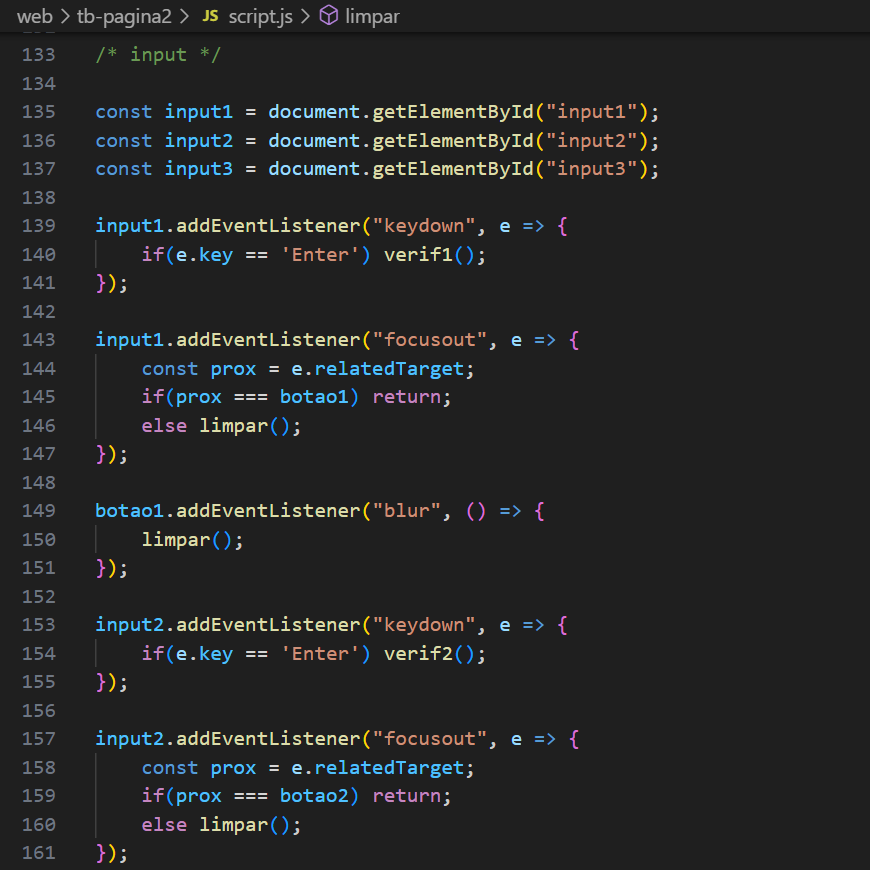 web > tb-pagina2 > JS script.js > limpar
133 /* input */
134
135 const input1 = document.getElementById("input1");
136 const input2 = document.getElementById("input2");
137 const input3 = document.getElementById("input3");
138
139 input1.addEventListener("keydown", e => {
140     if(e.key == 'Enter') verif1();
141 });
142
143 input1.addEventListener("focusout", e => {
144     const prox = e.relatedTarget;
145     if(prox === botao1) return;
146     else limpar();
147 });
148
149 botao1.addEventListener("blur", () => {
150     limpar();
151 });
152
153 input2.addEventListener("keydown", e => {
154     if(e.key == 'Enter') verif2();
155 });
156
157 input2.addEventListener("focusout", e => {
158     const prox = e.relatedTarget;
159     if(prox === botao2) return;
160     else limpar();
161 });